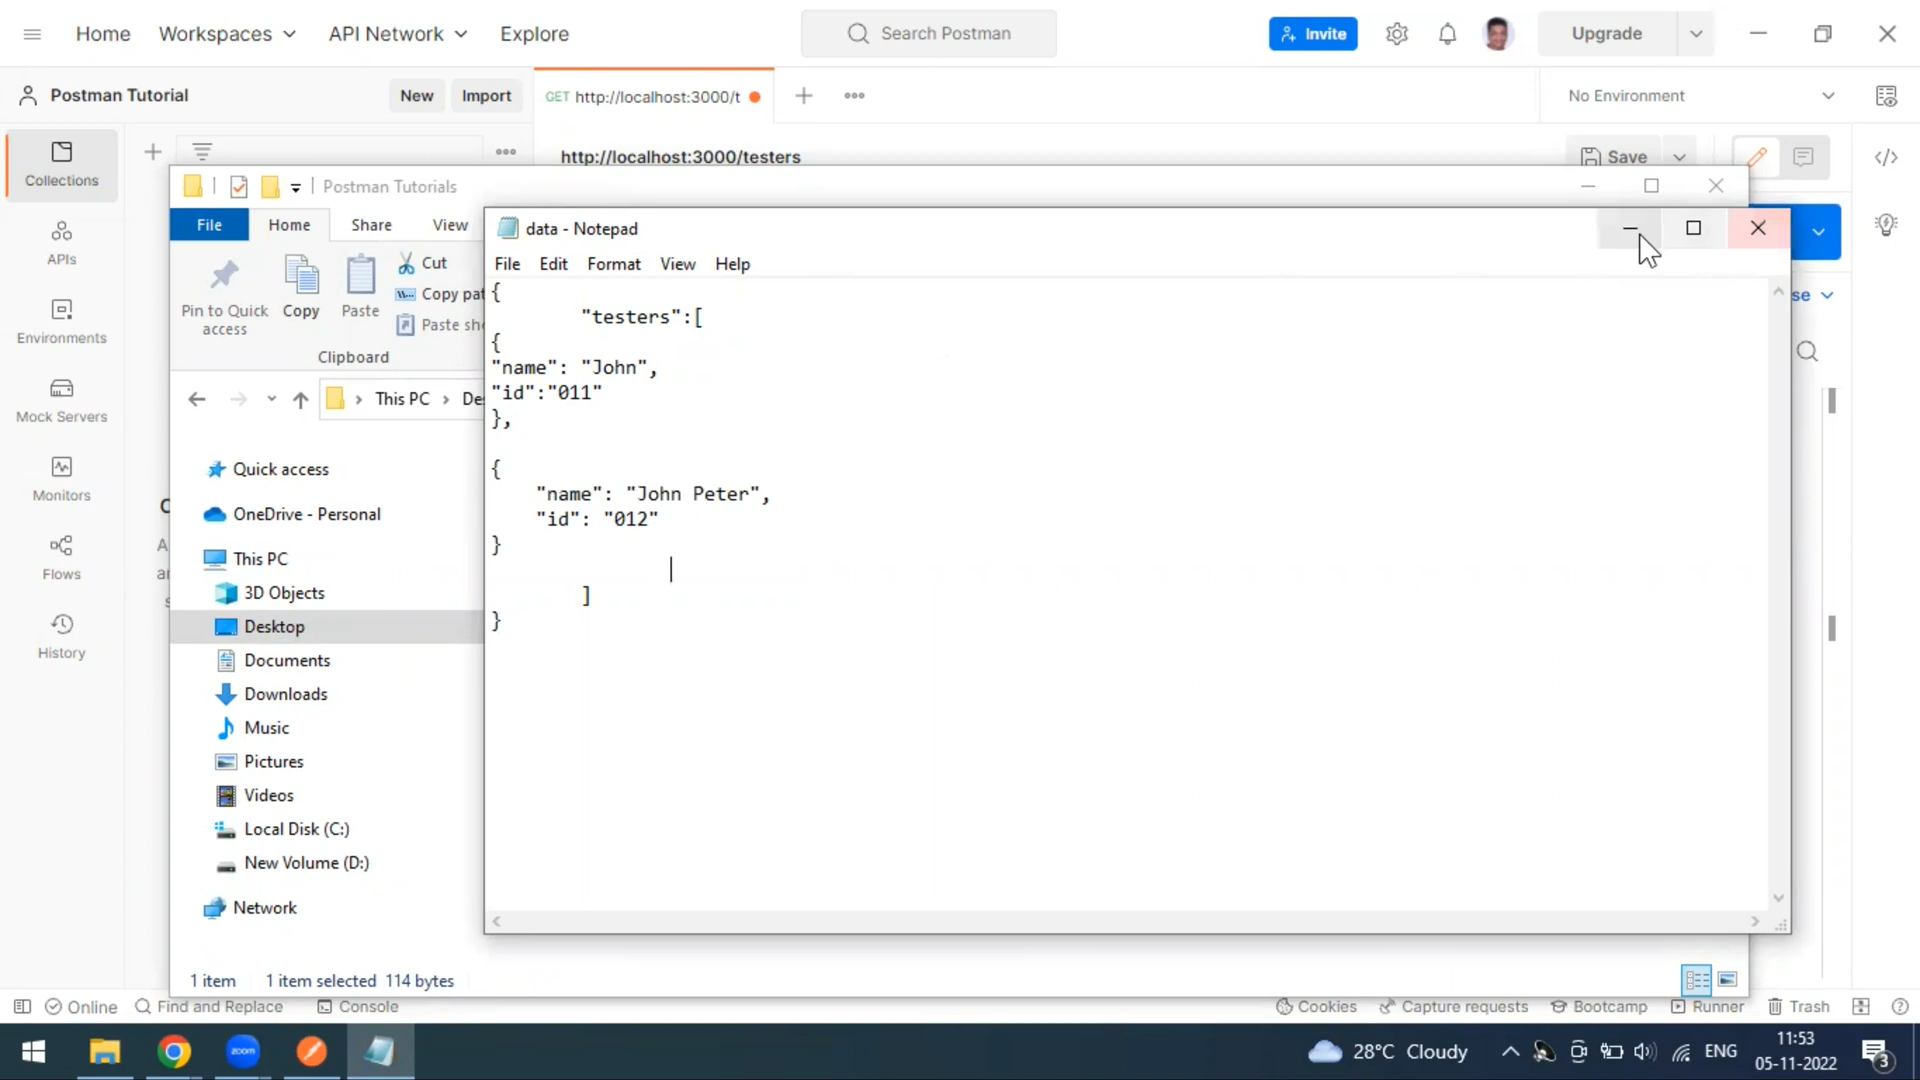 Home Workspaces API Network Explore Search Postman Invite Upgrade
Postman Tutorial New Import GET http://localhost:3000/t No Environment
http://localhost:3000/testers Save
Collections
APIs
Environments
Mock Servers
Monitors
Flows
History
Postman Tutorials
File Home Share View
Pin to Quick access
Copy
Paste
Cut
Copy pat
Paste sho
Clipboard
This PC > Des
Quick access
OneDrive - Personal
This PC
3D Objects
Desktop
Documents
Downloads
Music
Pictures
Videos
Local Disk (C:)
New Volume (D:)
Network
1 item 1 item selected 114 bytes
data - Notepad
File Edit Format View Help
{
"testers":[
{
"name": "John",
"id":"011"
},
{
"name": "John Peter",
"id": "012"
}
]
}
se
Online Find and Replace Console Cookies Capture requests Bootcamp Runner Trash
zoom
28°C Cloudy ENG 11:53
05-11-2022
3